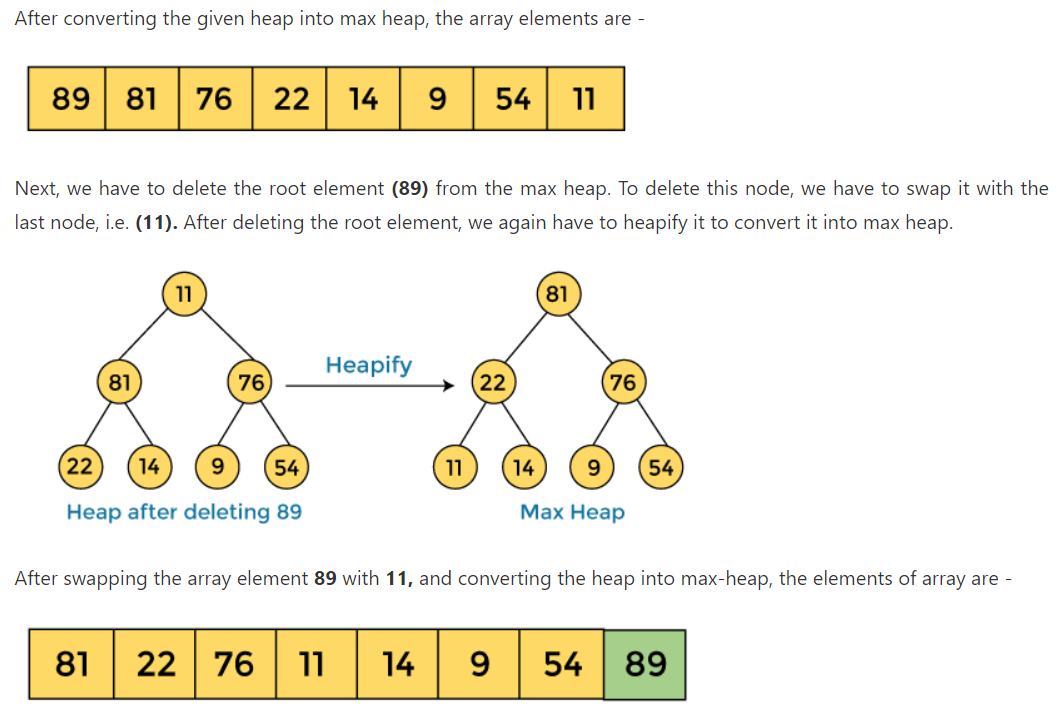 After converting the given heap into max heap, the array elements are -
89 81 76 22 14 9 54 11
Next, we have to delete the root element (89) from the max heap. To delete this node, we have to swap it with the
last node, i.e. (11). After deleting the root element, we again have to heapify it to convert it into max heap.
11 81
Heapify
81 76 22 76
22 14 9 54 11 14 9 54
Heap after deleting 89 Max Heap
After swapping the array element 89 with 11, and converting the heap into max-heap, the elements of array are -
81 22 76 11 14 9 54 89